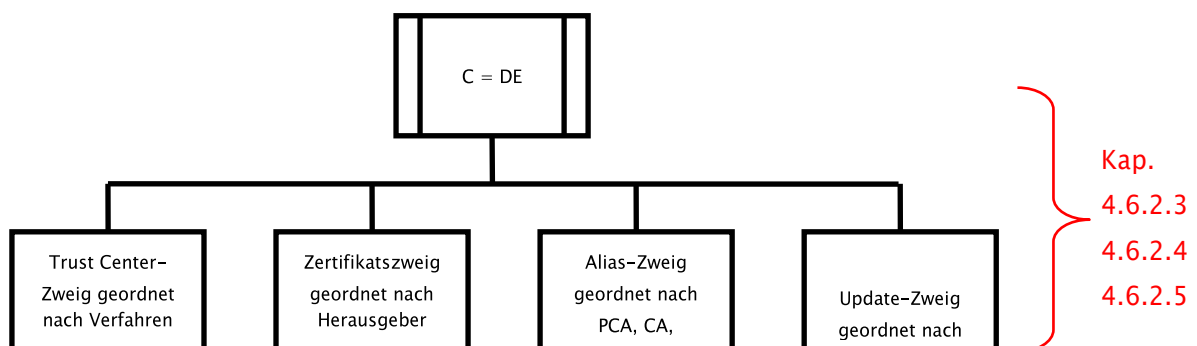 C = DE
Kap.
4.6.2.3
4.6.2.4
4.6.2.5
Trust Center-
Zweig geordnet
nach Verfahren
Zertifikatszweig
geordnet nach
Herausgeber
Alias-Zweig
geordnet nach
PCA, CA,
Update-Zweig
geordnet nach